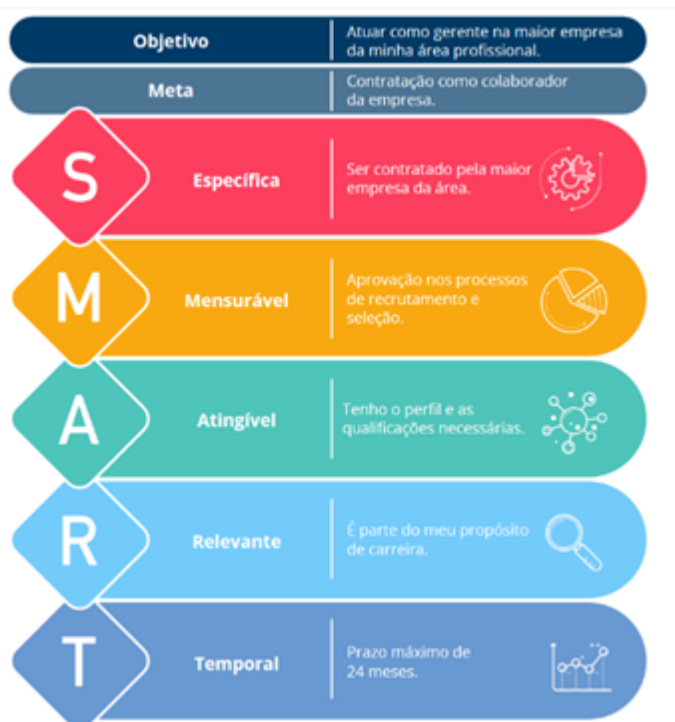 Objetivo
Atuar como gerente na maior empresa
da minha área profissional.
Meta
Contratação como colaborador
da empresa.
S
Específica
Ser contratado pela maior
empresa da área.
M
Mensurável
Aprovação nos processos
de recrutamento e
seleção.
A
Atingível
Tenho o perfil e as
qualificações necessárias.
R
Relevante
É parte do meu propósito
de carreira.
T
Temporal
Prazo máximo de
24 meses.